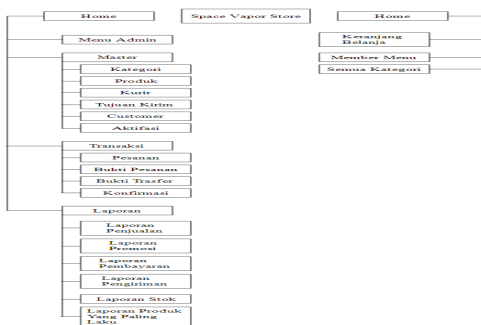 Home
Space Vapor Store
Home
Menu Admin
Master
Kategori
Produk
Kurir
Tujuan Kirim
Customer
Aktifasi
Transaksi
Pesanan
Bukti Pesanan
Bukti Trasfer
Konfirmasi
Laporan
Laporan
Penjualan
Laporan
Promosi
Laporan
Pembayaran
Laporan
Pengiriman
Laporan Stok
Laporan Produk
Yang Paling
Laku
Keranjang
Belanja
Member Menu
Semua Kategori